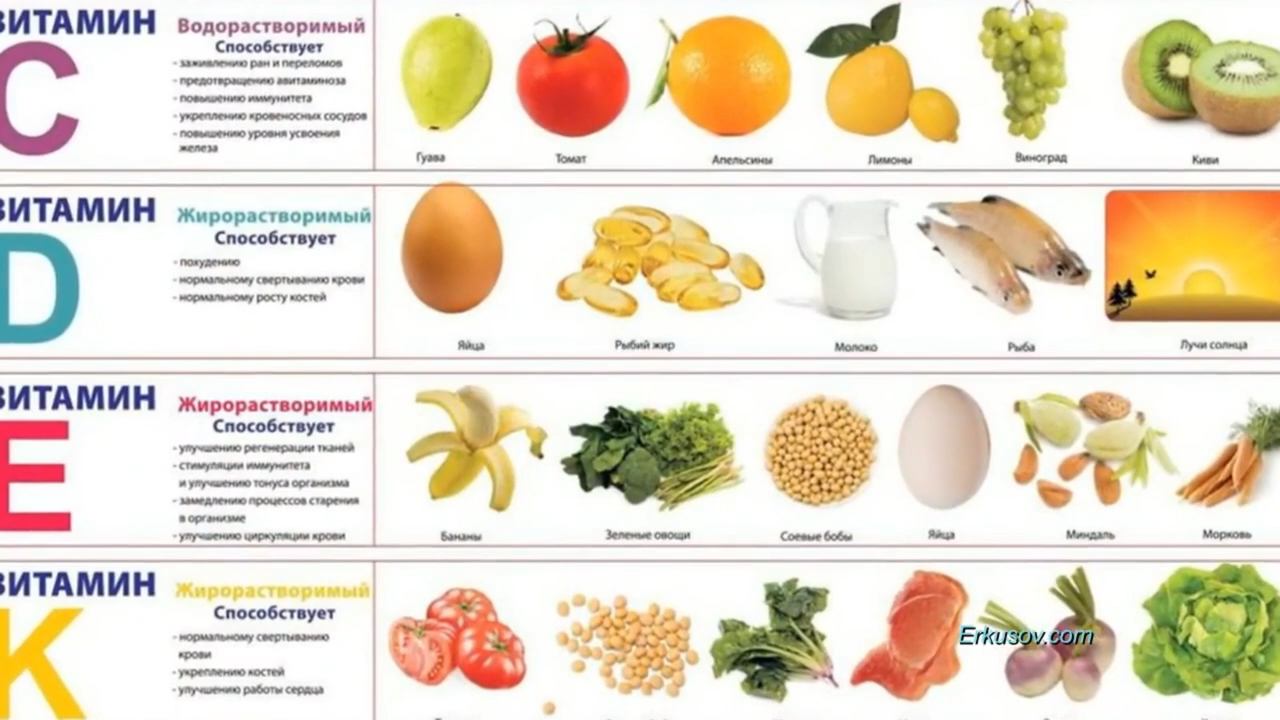 ВИТАМИН
C
Водорастворимый
Способствует
- заживлению ран и переломов
- предотвращению авитаминоза
- повышению иммунитета
- укреплению кровеносных сосудов
- повышению уровня усвоения
железа
Гуава
Томат
Апельсины
Лимоны
Виноград
Киви
ВИТАМИН
D
Жирорастворимый
Способствует
- похудению
- нормальному свертыванию крови
- нормальному росту костей
Яйца
Рыбий жир
Молоко
Рыба
Лучи солнца
ВИТАМИН
E
Жирорастворимый
Способствует
- улучшению регенерации тканей
- стимуляции иммунитета
и улучшению тонуса организма
- замедлению процессов старения
в организме
- улучшению циркуляции крови
Бананы
Зеленые овощи
Соевые бобы
Яйца
Миндаль
Морковь
ВИТАМИН
K
Жирорастворимый
Способствует
- нормальному свертыванию
крови
- укреплению костей
- улучшению работы сердца
Erkusov.com